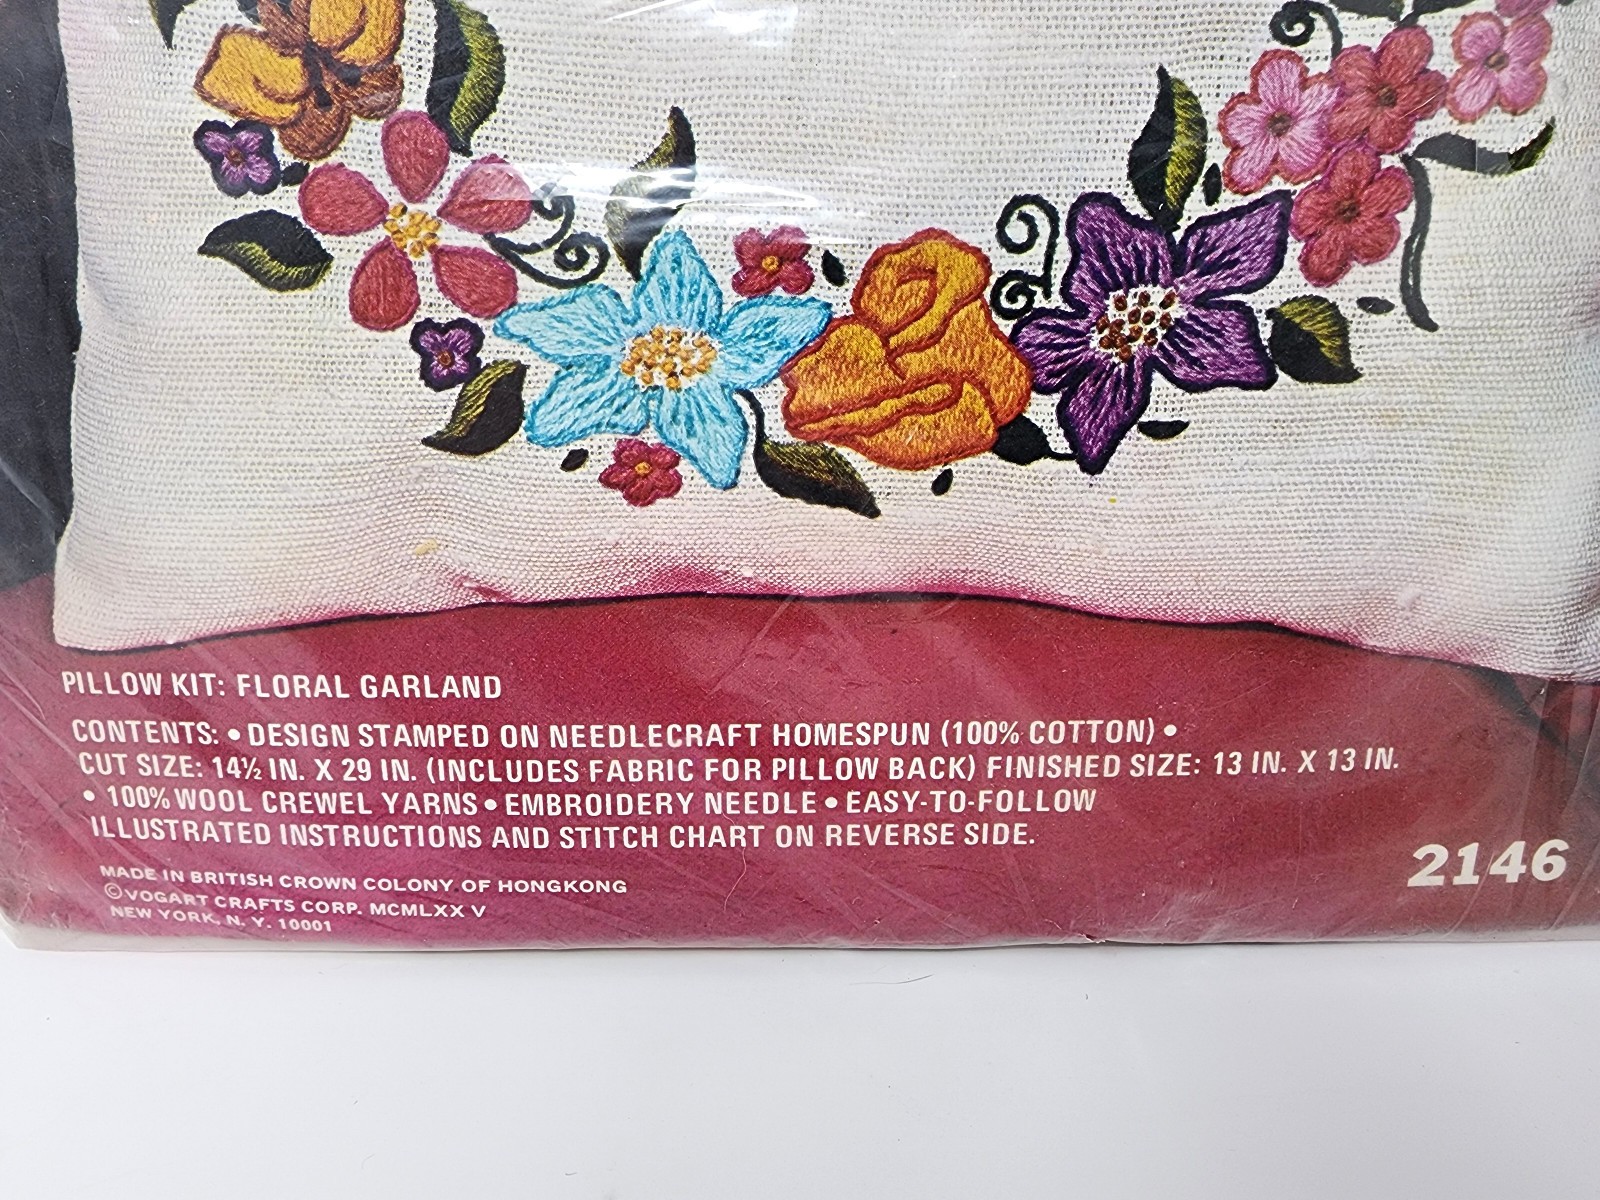 PILLOW KIT: FLORAL GARLAND
CONTENTS: • DESIGN STAMPED ON NEEDLECRAFT HOMESPUN (100% COTTON) •
CUT SIZE: 14½ IN. X 29 IN. (INCLUDES FABRIC FOR PILLOW BACK) FINISHED SIZE: 13 IN. X 13 IN.
• 100% WOOL CREWEL YARNS • EMBROIDERY NEEDLE • EASY-TO-FOLLOW
ILLUSTRATED INSTRUCTIONS AND STITCH CHART ON REVERSE SIDE.
2146
MADE IN BRITISH CROWN COLONY OF HONGKONG
©VOGART CRAFTS CORP. MCMLXX V
NEW YORK, N. Y. 10001